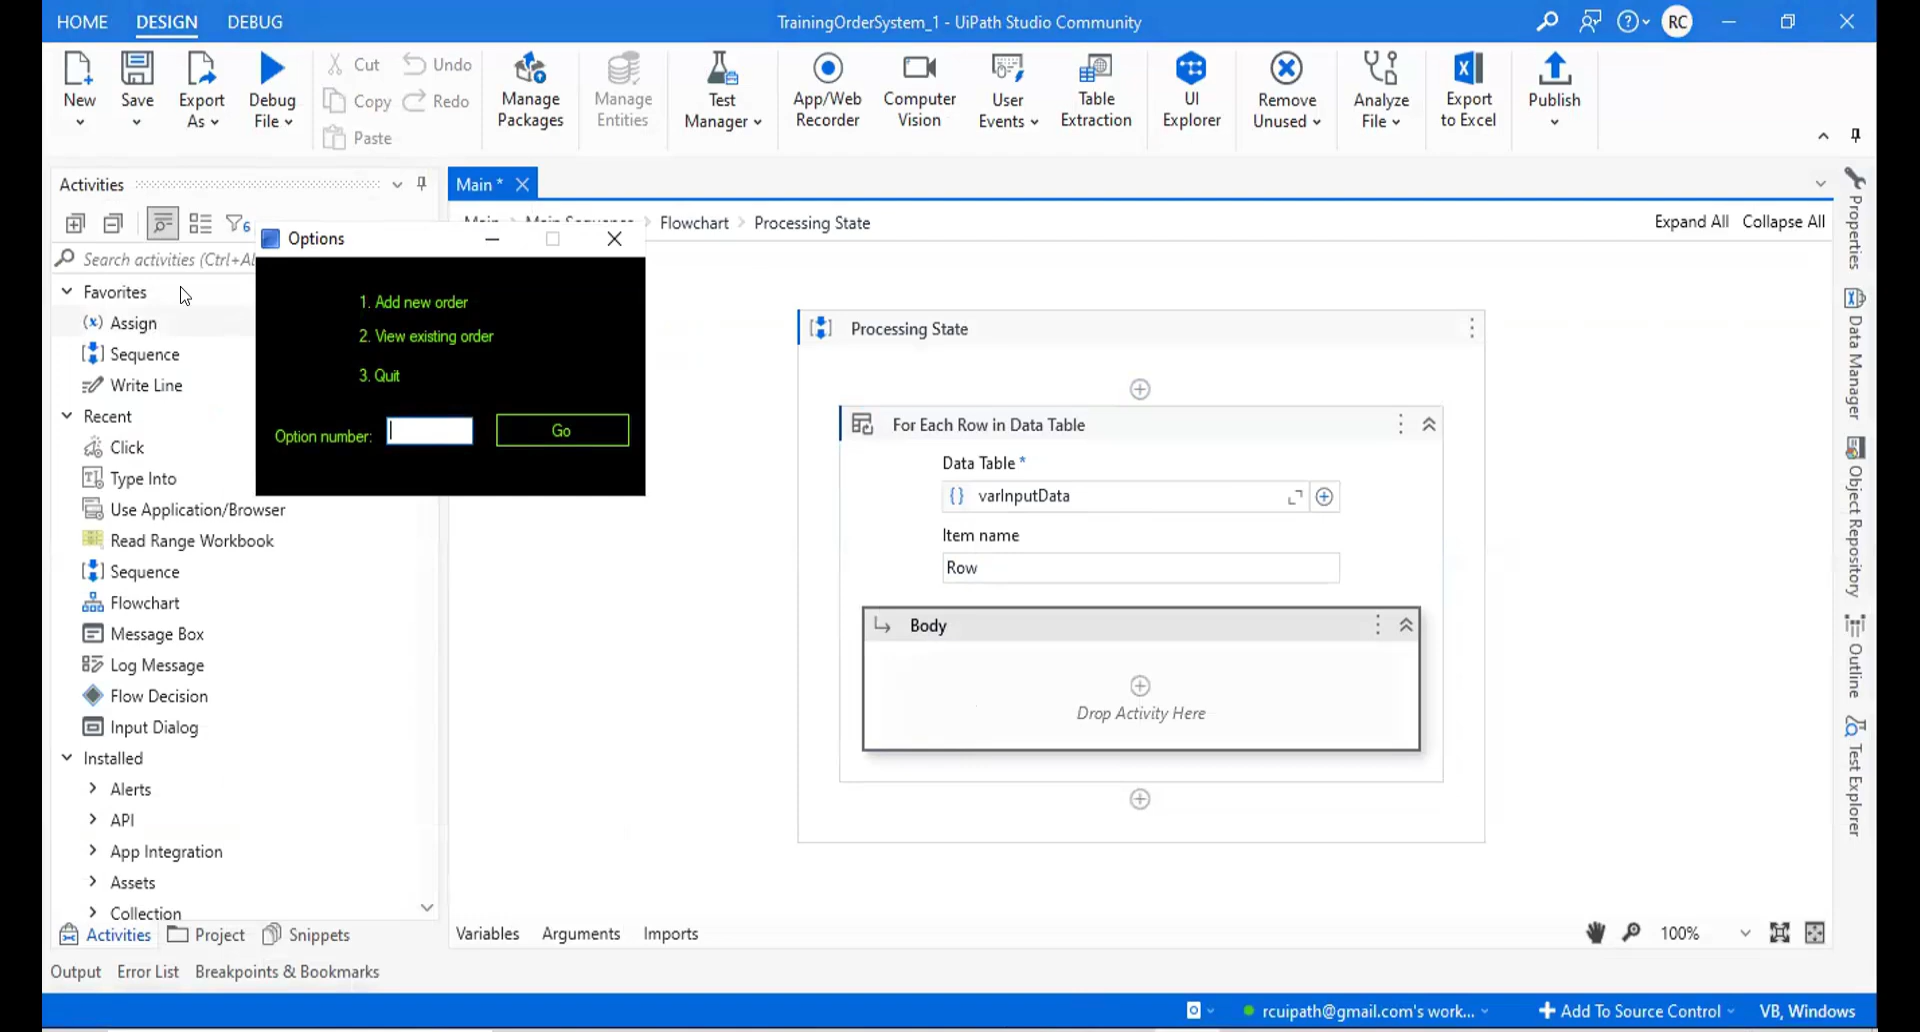 HOME DESIGN DEBUG TrainingOrderSystem_1 - UiPath Studio Community RC
New Save Export As Debug File Cut Copy Paste Undo Redo Manage Packages Manage Entities Test Manager App/Web Recorder Computer Vision User Events Table Extraction UI Explorer Remove Unused Analyze File Export to Excel Publish
Activities
Main *
6
Flowchart > Processing State
Expand All Collapse All
Search activities (Ctrl+Al
Favorites
(x) Assign
Sequence
Write Line
Recent
Click
Type Into
Use Application/Browser
Read Range Workbook
Sequence
Flowchart
Message Box
Log Message
Flow Decision
Input Dialog
Installed
Alerts
API
App Integration
Assets
Collection
Options
1. Add new order
2. View existing order
3. Quit
Option number:
Go
Processing State
For Each Row in Data Table
Data Table *
{} varInputData
Item name
Row
Body
Drop Activity Here
Properties
Data Manager
Object Repository
Outline
Test Explorer
Activities Project Snippets
Variables Arguments Imports 100%
Output Error List Breakpoints & Bookmarks
rcuipath@gmail.com's work... Add To Source Control VB, Windows